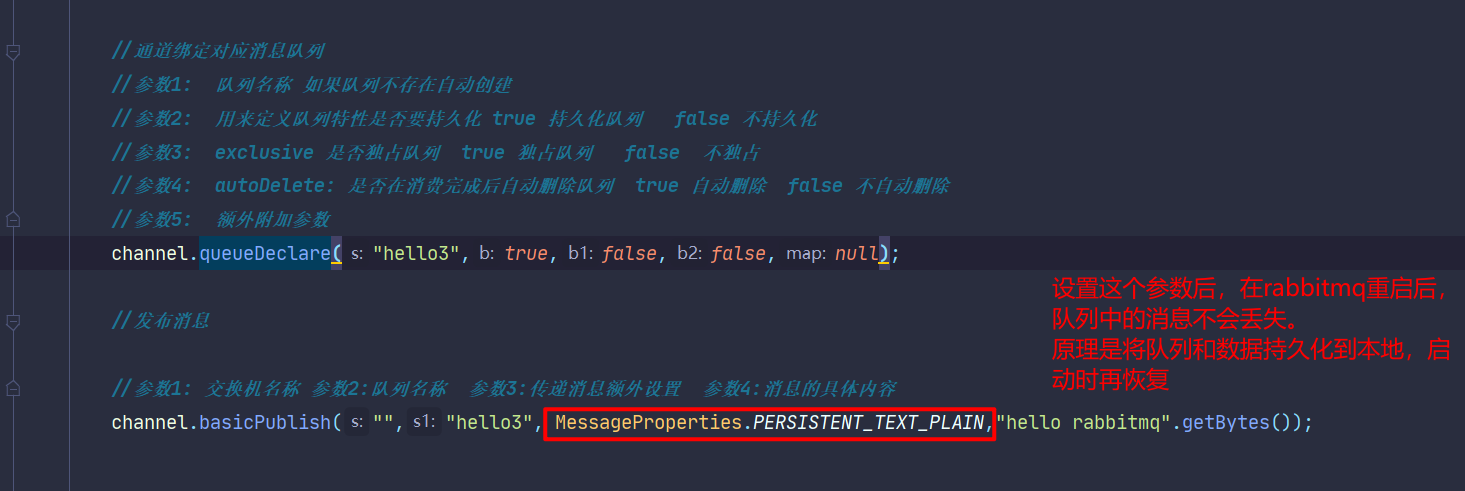 //通道绑定对应消息队列
//参数1:  队列名称 如果队列不存在自动创建
//参数2:  用来定义队列特性是否要持久化 true 持久化队列   false 不持久化
//参数3:  exclusive 是否独占队列  true 独占队列   false  不独占
//参数4:  autoDelete: 是否在消费完成后自动删除队列  true 自动删除  false 不自动删除
//参数5:  额外附加参数
channel.queueDeclare( s: "hello3", b: true, b1: false, b2: false, map: null);
设置这个参数后，在rabbitmq重启后，
队列中的消息不会丢失。
原理是将队列和数据持久化到本地，启
动时再恢复
//发布消息
//参数1: 交换机名称 参数2:队列名称  参数3:传递消息额外设置  参数4:消息的具体内容
channel.basicPublish( s: "", s1: "hello3", MessageProperties.PERSISTENT_TEXT_PLAIN,"hello rabbitmq".getBytes());